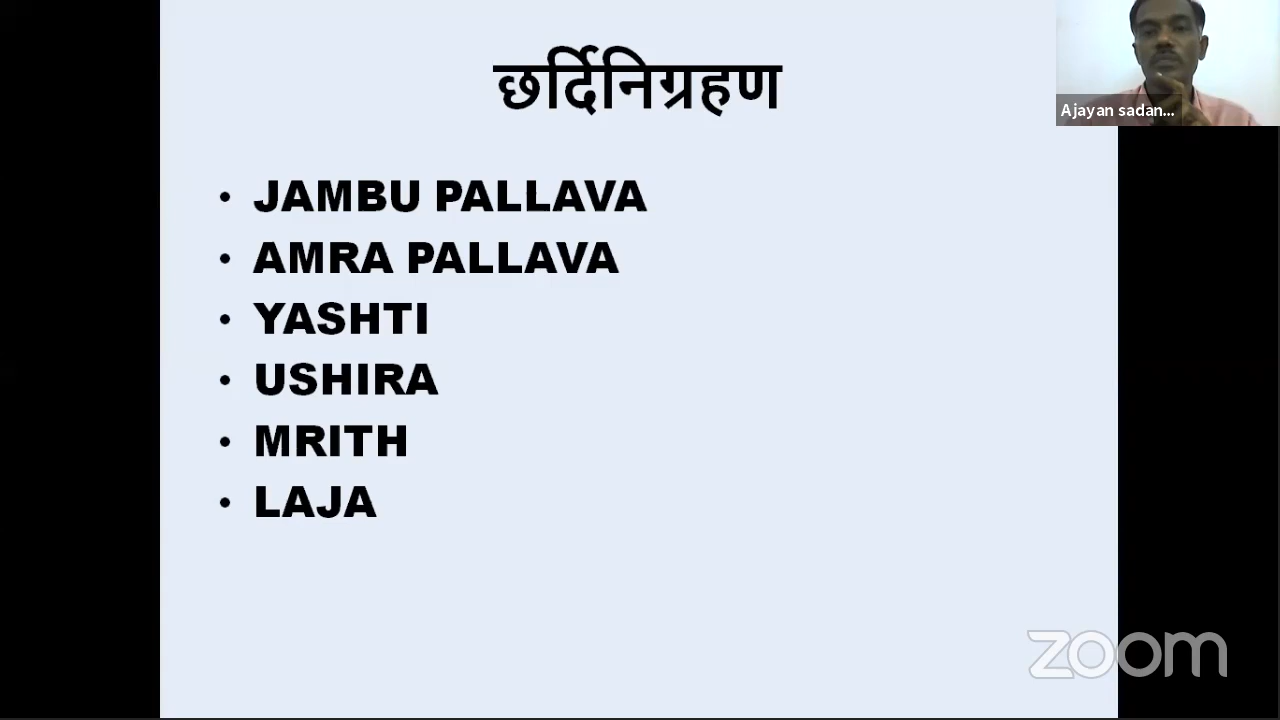 छर्दिनिग्रहण
Ajayan sadan...
• JAMBU PALLAVA
• AMRA PALLAVA
• YASHTI
• USHIRA
• MRITH
• LAJA
zoom